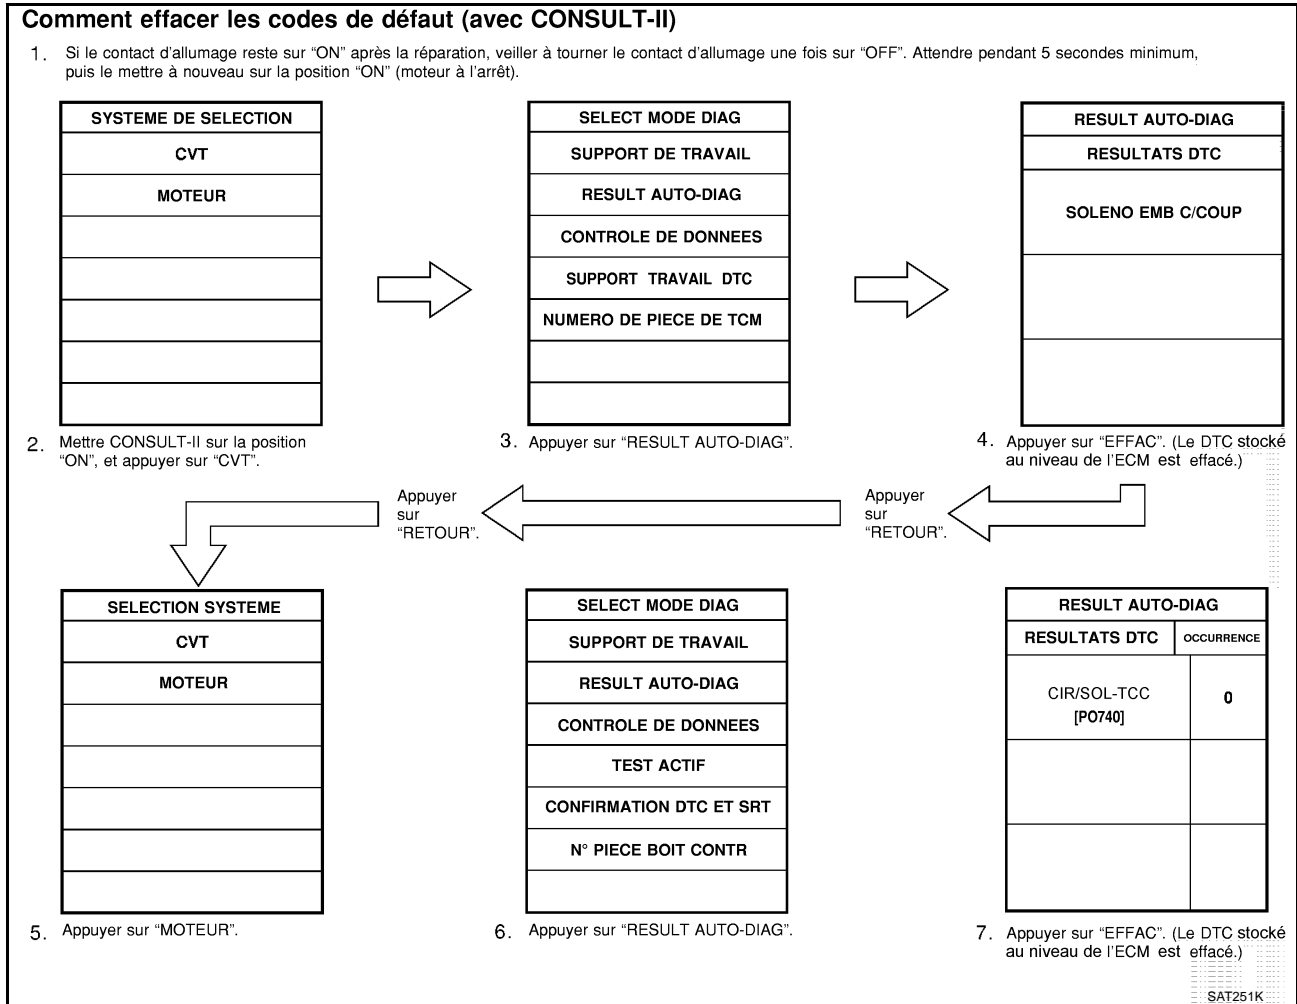 Comment effacer les codes de défaut (avec CONSULT-II)
1. Si le contact d'allumage reste sur “ON” après la réparation, veiller à tourner le contact d'allumage une fois sur “OFF”. Attendre pendant 5 secondes minimum,
puis le mettre à nouveau sur la position “ON” (moteur à l'arrêt).
SYSTEME DE SELECTION
CVT
MOTEUR
2. Mettre CONSULT-II sur la position
“ON”, et appuyer sur “CVT”.
SELECT MODE DIAG
SUPPORT DE TRAVAIL
RESULT AUTO-DIAG
CONTROLE DE DONNEES
SUPPORT TRAVAIL DTC
NUMERO DE PIECE DE TCM
3. Appuyer sur “RESULT AUTO-DIAG”.
RESULT AUTO-DIAG
RESULTATS DTC
SOLENO EMB C/COUP
4. Appuyer sur “EFFAC”. (Le DTC stocké
au niveau de l'ECM est effacé.)
Appuyer
sur
“RETOUR”.
Appuyer
sur
“RETOUR”.
SELECTION SYSTEME
CVT
MOTEUR
5. Appuyer sur “MOTEUR”.
SELECT MODE DIAG
SUPPORT DE TRAVAIL
RESULT AUTO-DIAG
CONTROLE DE DONNEES
TEST ACTIF
CONFIRMATION DTC ET SRT
N° PIECE BOIT CONTR
6. Appuyer sur “RESULT AUTO-DIAG”.
RESULT AUTO-DIAG
RESULTATS DTC OCCURRENCE
CIR/SOL-TCC 0
[PO740]
7. Appuyer sur “EFFAC”. (Le DTC stocké
au niveau de l'ECM est effacé.)
SAT251K